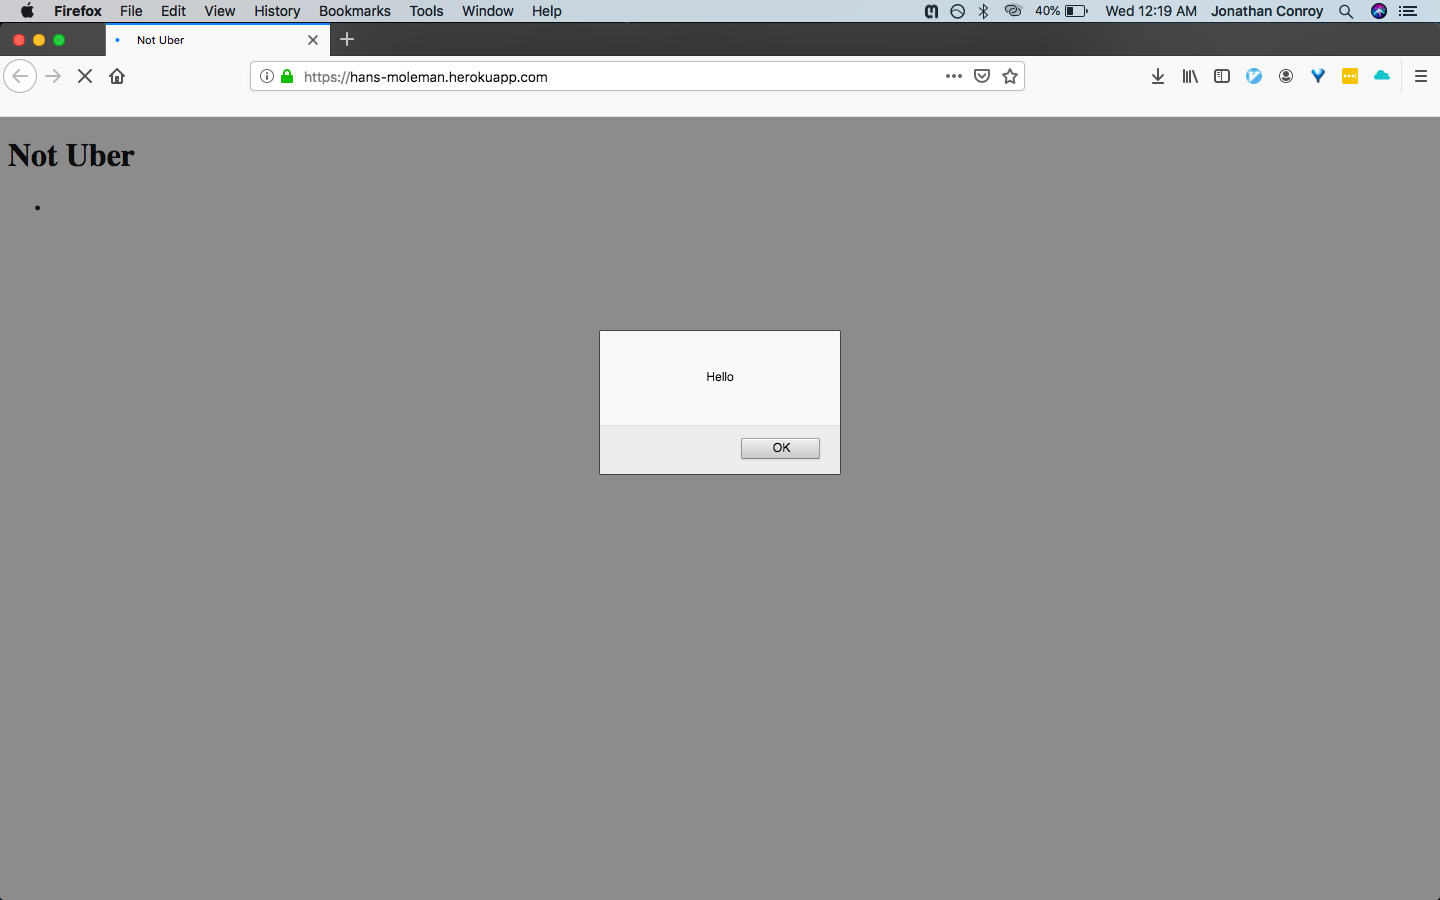 Firefox File Edit View History Bookmarks Tools Window Help 40% Wed 12:19 AM Jonathan Conroy
Not Uber
https://hans-moleman.herokuapp.com
Not Uber
Hello
OK